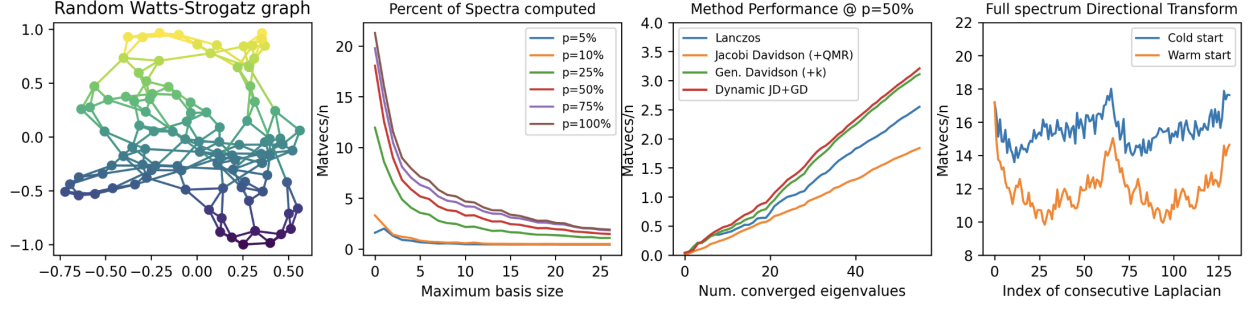 Random Watts-Strogatz graph
1.0
0.5
0.0
−0.5
−1.0
−0.75
−0.50
−0.25
0.00
0.25
0.50
Percent of Spectra computed
Matvecs/n
20
15
10
5
0
p=5%
p=10%
p=25%
p=50%
p=75%
p=100%
0
5
10
15
20
25
Maximum basis size
Method Performance @ p=50%
Matvecs/n
4.0
3.5
3.0
2.5
2.0
1.5
1.0
0.5
0.0
Lanczos
Jacobi Davidson (+QMR)
Gen. Davidson (+k)
Dynamic JD+GD
0
20
40
Num. converged eigenvalues
Full spectrum Directional Transform
Matvecs/n
22
20
18
16
14
12
10
8
Cold start
Warm start
0
25
50
75
100
125
Index of consecutive Laplacian